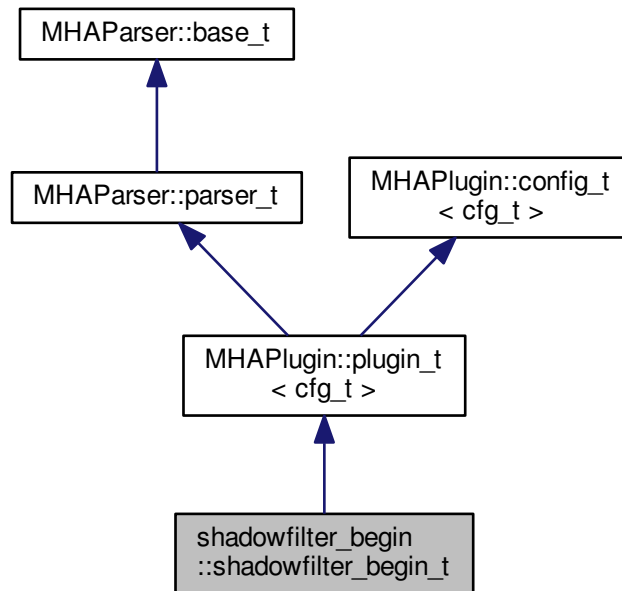 MHAParser::base_t
MHAParser::parser_t
MHAPlugin::config_t
< cfg_t >
MHAPlugin::plugin_t
< cfg_t >
shadowfilter_begin
::shadowfilter_begin_t